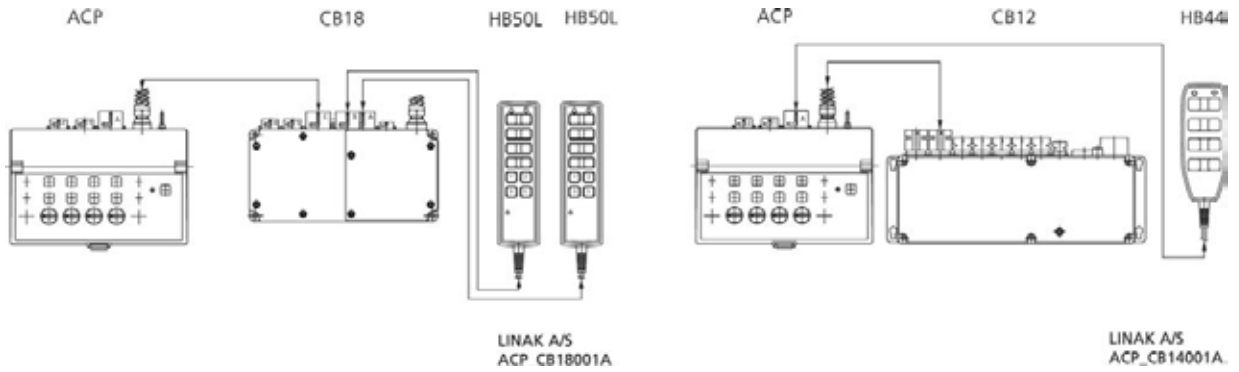 ACP CB18 HB50L HB50L
LINAK A/S
ACP_CB18001A
ACP CB12
LINAK A/S
ACP_CB14001A.